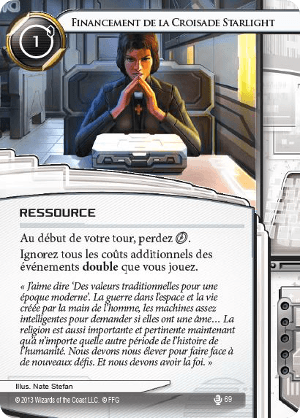 Financement de la Croisade Starlight
1
RESSOURCE
Au début de votre tour, perdez.
Ignorez tous les coûts additionnels des
événements double que vous jouez.
« J'aime dire 'Des valeurs traditionnelles pour une
époque moderne'. La guerre dans l'espace et la vie
créée par la main de l'homme, les machines assez
intelligentes pour demander si elles ont une âme… La
religion est aussi importante et pertinente maintenant
qu'à n'importe quelle autre période de l'histoire de
l'humanité. Nous devons nous élever pour faire face à
de nouveaux défis. Et nous devons avoir la foi. »
Illus. Nate Stefan
© 2013 Wizards of the Coast LLC. © FFG
69